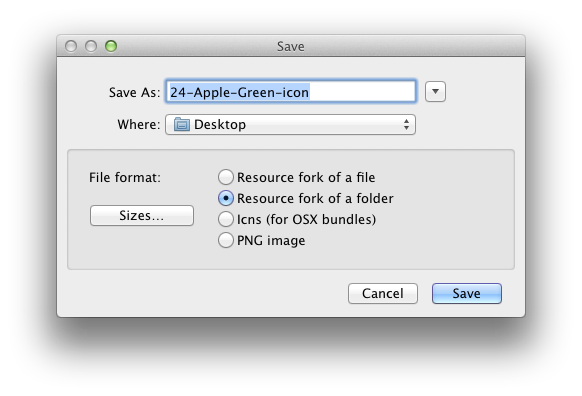 Save
Save As: 24-Apple-Green-icon
Where: Desktop
File format:
Resource fork of a file
Resource fork of a folder
Sizes...
Icns (for OSX bundles)
PNG image
Cancel
Save